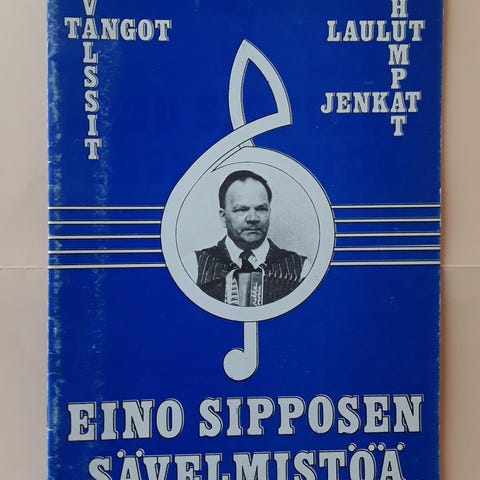 VALSSIT
TANGOT
HUMPAT
LAULUT
JENKAT
EINO SIPPOSEN
SÄVELMISTÖÄ